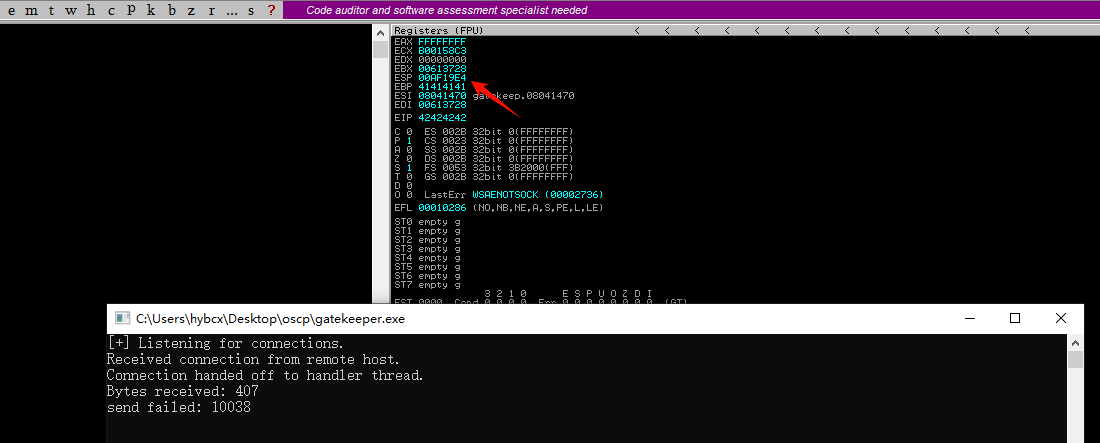 e m t w h c p k b z r ... s ? Code auditor and software assessment specialist needed
Registers (FPU) < < < < < < < < < < < < < <
EAX FFFFFFFF
ECX B00158C3
EDX 00000000
EBX 00613728
ESP 00AF19E4
EBP 41414141
ESI 08041470 gatekeep.08041470
EDI 00613728
EIP 42424242
C 0 ES 002B 32bit 0(FFFFFFFF)
P 1 CS 0023 32bit 0(FFFFFFFF)
A 0 SS 002B 32bit 0(FFFFFFFF)
Z 0 DS 002B 32bit 0(FFFFFFFF)
S 1 FS 0053 32bit 3B2000(FFF)
T 0 GS 002B 32bit 0(FFFFFFFF)
D 0
O 0 LastErr WSAENOTSOCK (00002736)
EFL 00010286 (NO,NB,NE,A,S,PE,L,LE)
ST0 empty g
ST1 empty g
ST2 empty g
ST3 empty g
ST4 empty g
ST5 empty g
ST6 empty g
ST7 empty g
3 2 1 0 E S P U O Z D I
FST 0000 Cond 0 0 0 0 Err 0 0 0 0 0 0 0 0 (GT)
C:\Users\hybcx\Desktop\oscp\gatekeeper.exe
[+] Listening for connections.
Received connection from remote host.
Connection handed off to handler thread.
Bytes received: 407
send failed: 10038